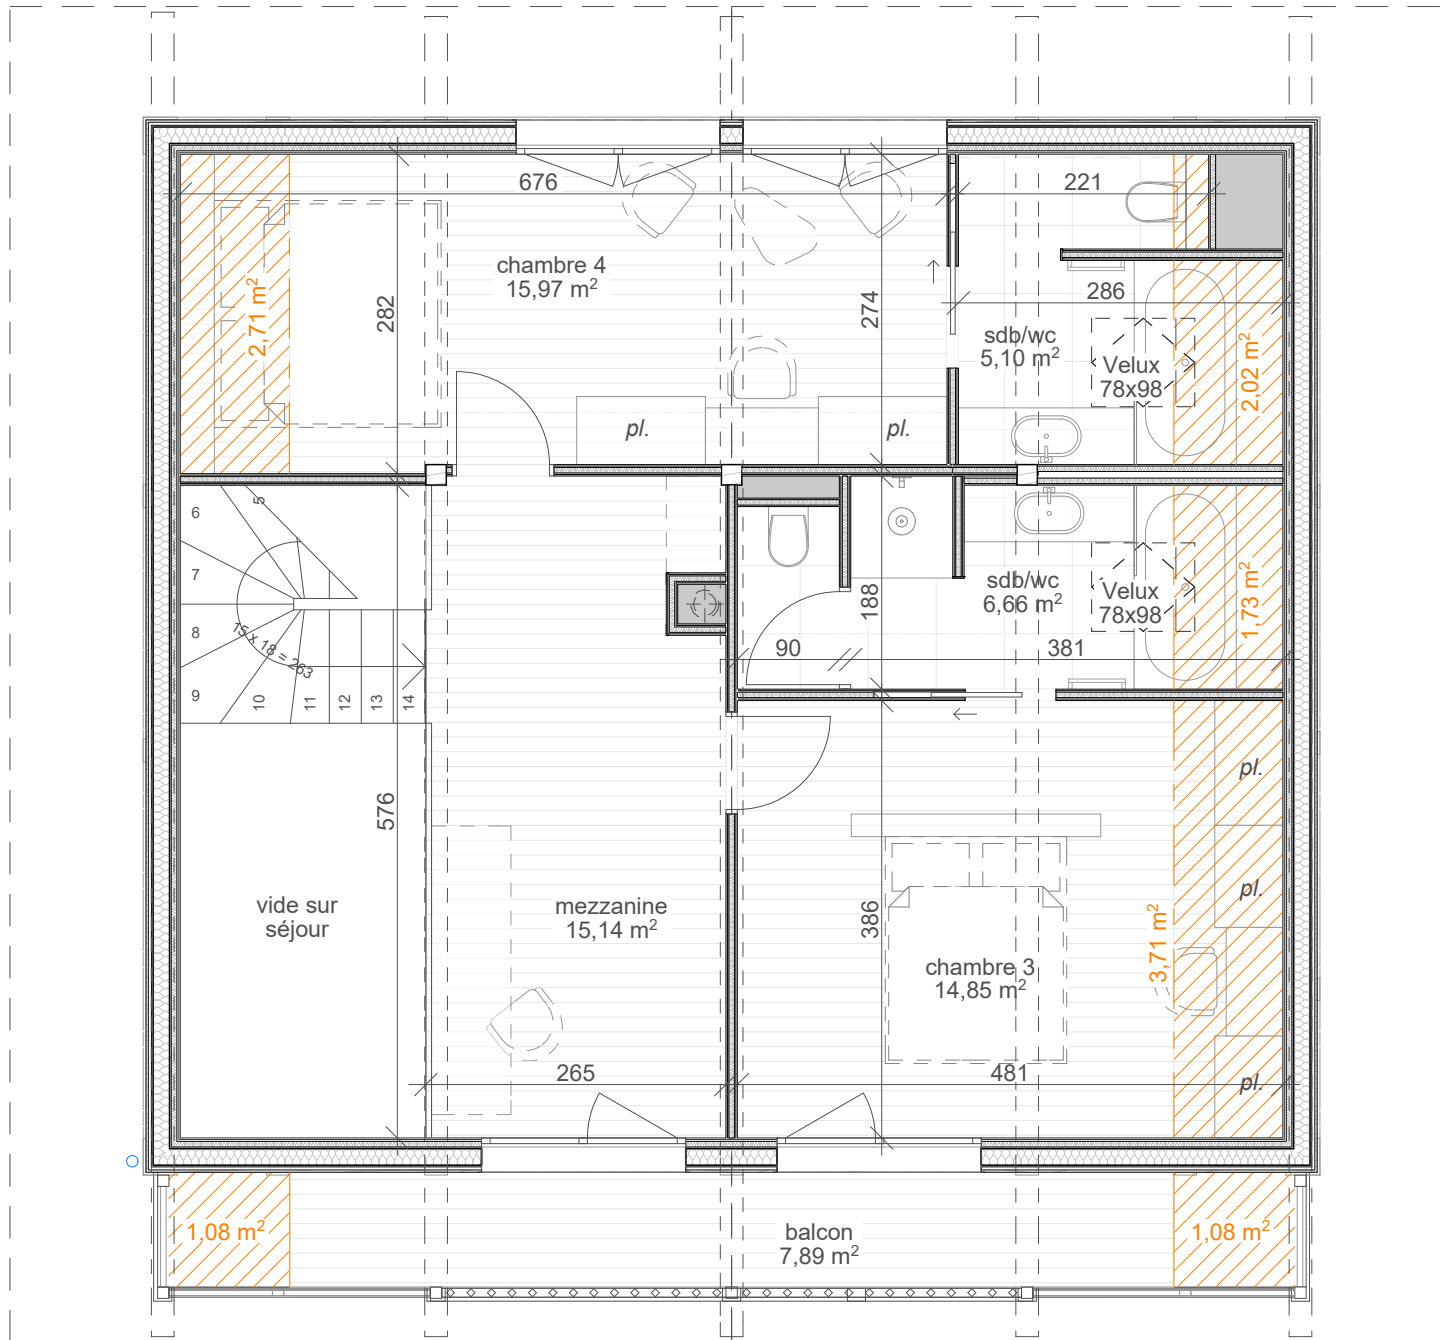 676
221
chambre 4
15,97 m²
2,71 m²
282
274
286
sdb/wc
5,10 m²
Velux
78x98
2,02 m²
pl.
pl.
5
6
7
8
9
10
11
12
13
14
15 x 18 = 263
188
sdb/wc
6,66 m²
Velux
78x98
1,73 m²
90
381
pl.
576
pl.
386
vide sur
séjour
mezzanine
15,14 m²
3,71 m²
chambre 3
14,85 m²
265
481
pl.
1,08 m²
balcon
7,89 m²
1,08 m²